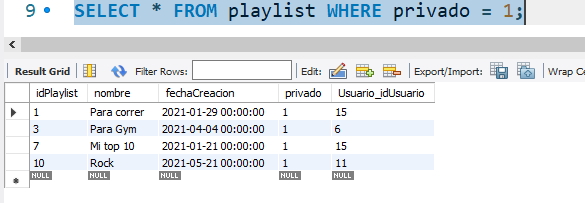 9 SELECT * FROM playlist WHERE privado = 1;
Result Grid Filter Rows: Edit: Export/Import: Wrap Ce
idPlaylist nombre fechaCreacion privado Usuario_idUsuario
1 Para correr 2021-01-29 00:00:00 1 15
3 Para Gym 2021-04-04 00:00:00 1 6
7 Mi top 10 2021-01-21 00:00:00 1 15
10 Rock 2021-05-21 00:00:00 1 11
NULL NULL NULL NULL NULL